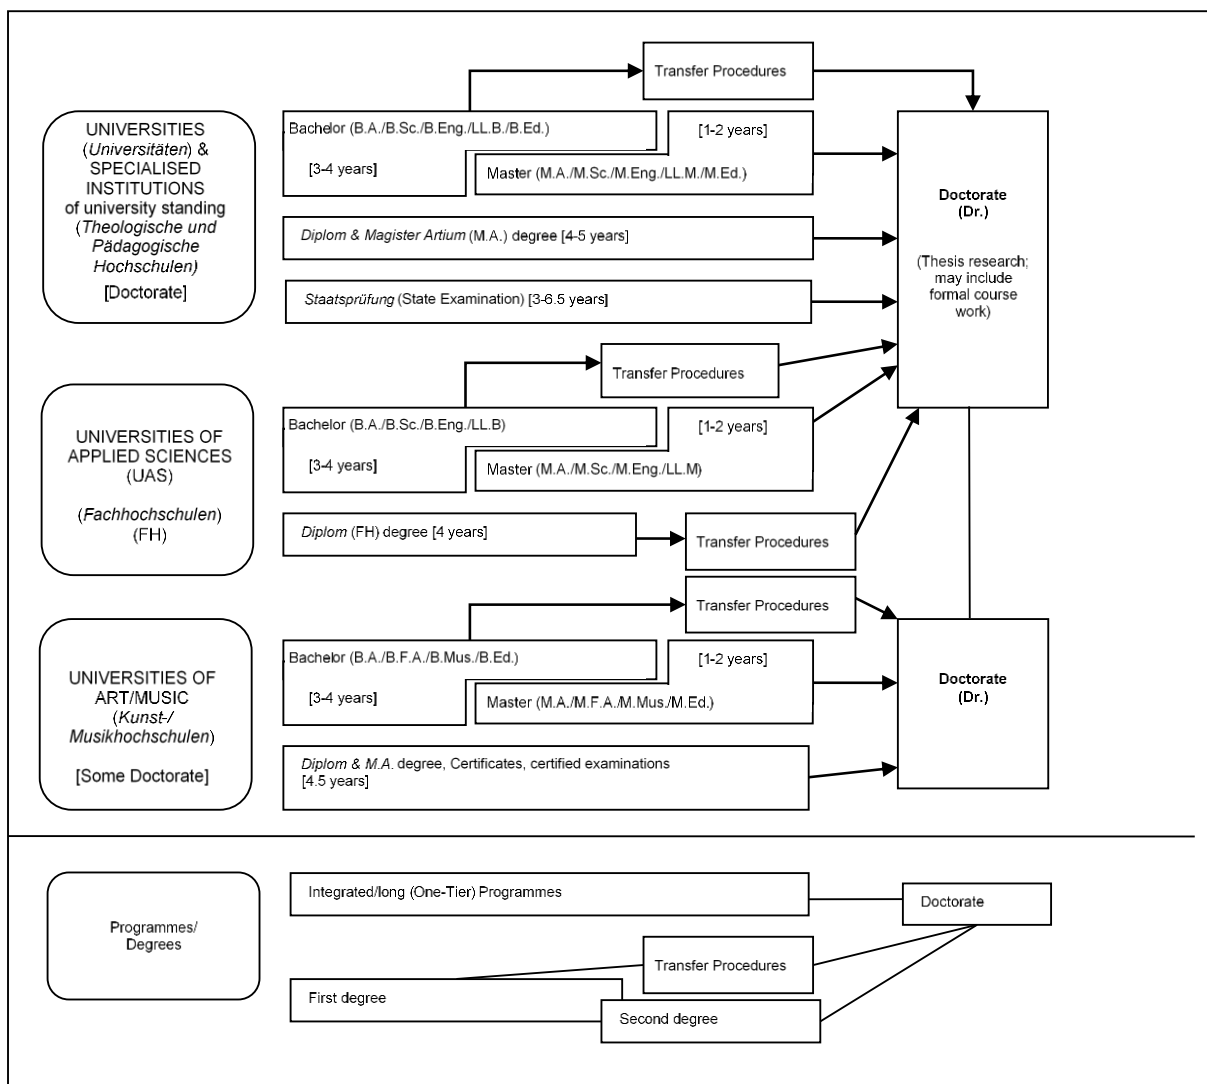 Transfer Procedures
UNIVERSITIES
(Universitäten) &
SPECIALISED
INSTITUTIONS
of university standing
(Theologische und
Pädagogische
Hochschulen)
[Doctorate]
Bachelor (B.A./B.Sc./B.Eng./LL.B./B.Ed.)
[3-4 years]
[1-2 years]
Master (M.A./M.Sc./M.Eng./LL.M./M.Ed.)
Diplom & Magister Artium (M.A.) degree [4-5 years]
Staatsprüfung (State Examination) [3-6.5 years]
Doctorate
(Dr.)
(Thesis research;
may include
formal course
work)
Transfer Procedures
UNIVERSITIES OF
APPLIED SCIENCES
(UAS)
(Fachhochschulen)
(FH)
Bachelor (B.A./B.Sc./B.Eng./LL.B)
[3-4 years]
[1-2 years]
Master (M.A./M.Sc./M.Eng./LL.M)
Diplom (FH) degree [4 years]
Transfer Procedures
Transfer Procedures
UNIVERSITIES OF
ART/MUSIC
(Kunst-/
Musikhochschulen)
[Some Doctorate]
Bachelor (B.A./B.F.A./B.Mus./B.Ed.)
[3-4 years]
[1-2 years]
Master (M.A./M.F.A./M.Mus./M.Ed.)
Diplom & M.A. degree, Certificates, certified examinations
[4.5 years]
Doctorate
(Dr.)
Programmes/
Degrees
Integrated/long (One-Tier) Programmes
Doctorate
Transfer Procedures
First degree
Second degree